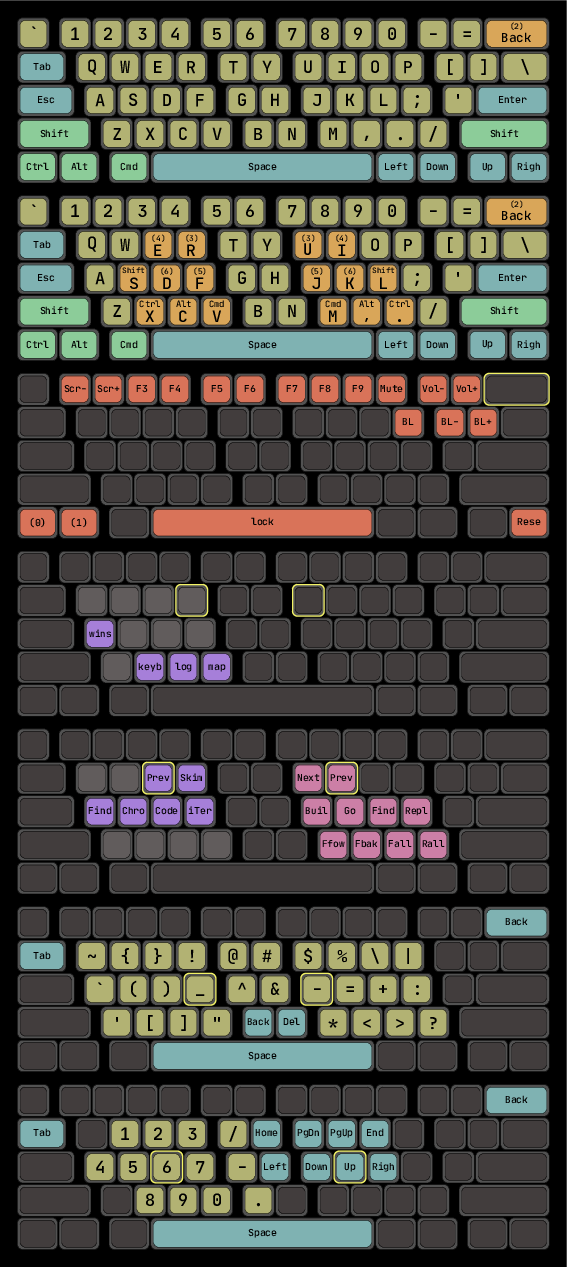 (2)
` 1 2 3 4 5 6 7 8 9 0 - = Back
Tab Q W E R T Y U I O P [ ] \
Esc A S D F G H J K L ; ' Enter
Shift Z X C V B N M , . / Shift
Ctrl Alt Cmd Space Left Down Up Righ
(2)
` 1 2 3 4 5 6 7 8 9 0 - = Back
(4) (3) (3) (4)
Tab Q W E R T Y U I O P [ ] \
Shift (6) (5) (5) (6) Shift
Esc A S D F G H J K L ; ' Enter
Ctrl Alt Cmd Cmd Alt Ctrl
Shift Z X C V B N M , . / Shift
Ctrl Alt Cmd Space Left Down Up Righ
Scr- Scr+ F3 F4 F5 F6 F7 F8 F9 Mute Vol- Vol+
BL BL- BL+
(0) (1) lock Rese
wins
keyb log map
Prev Skim Next Prev
Find Chro Code iTer Buil Go Find Repl
Ffow Fbak Fall Rall
Back
Tab ~ { } ! @ # $ % \ |
` ( ) _ ^ & - = + :
' [ ] " Back Del * < > ?
Space
Back
Tab 1 2 3 / Home PgDn PgUp End
4 5 6 7 - Left Down Up Righ
8 9 0 .
Space